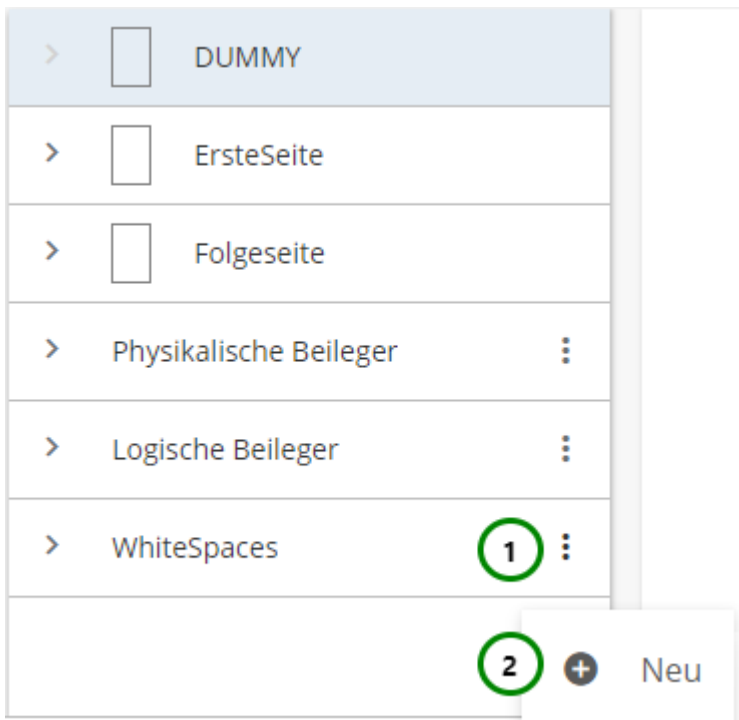 DUMMY
ErsteSeite
Folgeseite
Physikalische Beileger
Logische Beileger
WhiteSpaces 1
2 Neu